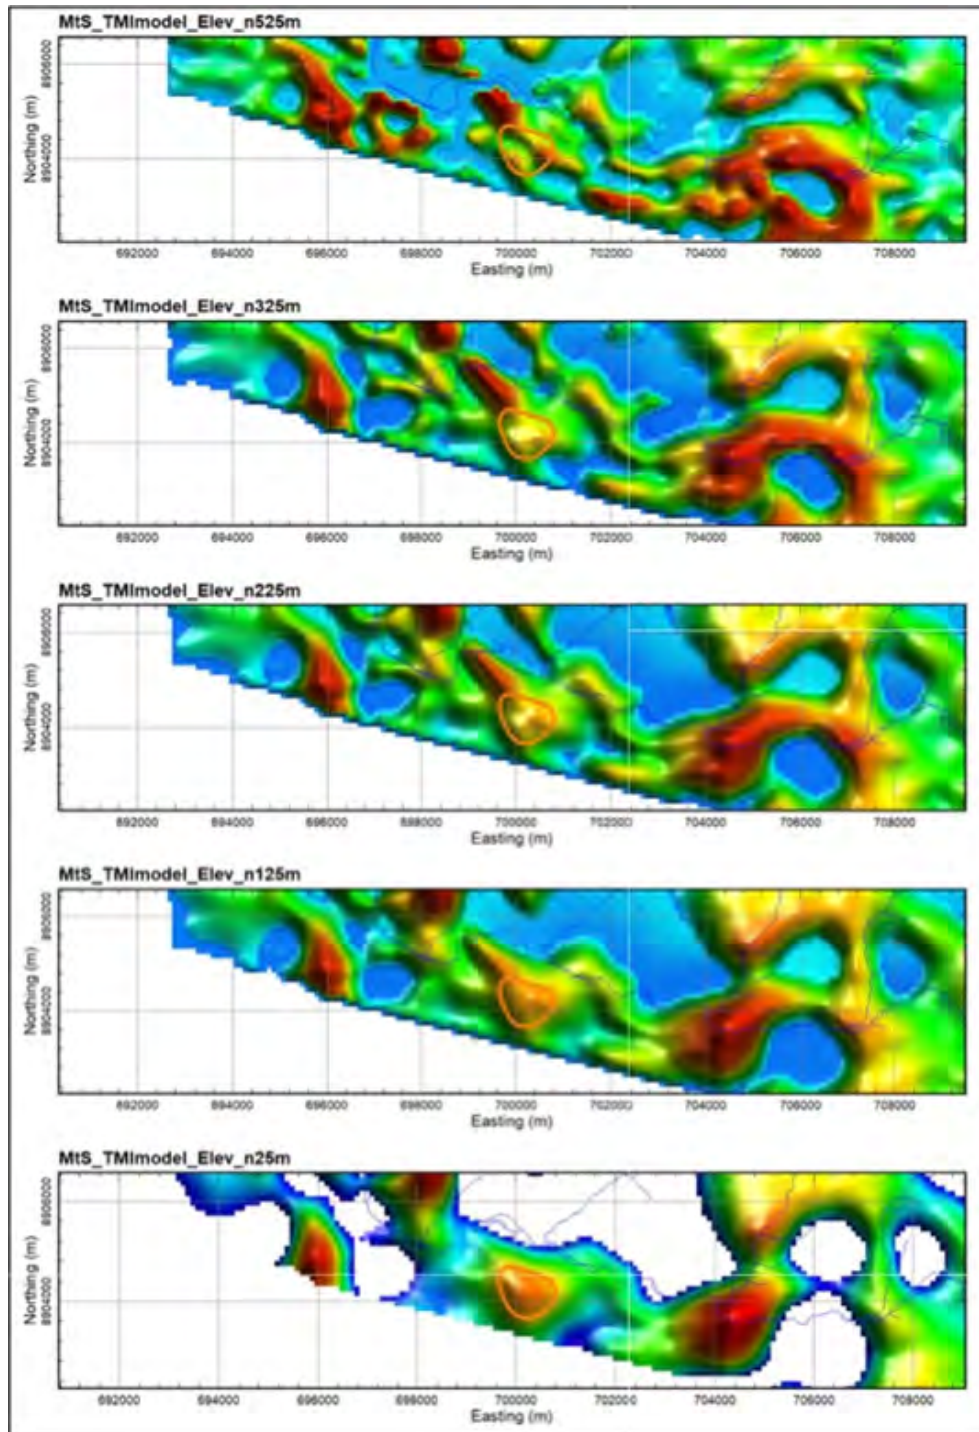 MtS_TMImodel_Elev_n525m
Northing (m)
8906000
8904000
692000 694000 696000 698000 700000 702000 704000 706000 708000
Easting (m)
MtS_TMImodel_Elev_n325m
Northing (m)
8906000
8904000
692000 694000 696000 698000 700000 702000 704000 706000 708000
Easting (m)
MtS_TMImodel_Elev_n225m
Northing (m)
8906000
8904000
692000 694000 696000 698000 700000 702000 704000 706000 708000
Easting (m)
MtS_TMImodel_Elev_n125m
Northing (m)
8906000
8904000
692000 694000 696000 698000 700000 702000 704000 706000 708000
Easting (m)
MtS_TMImodel_Elev_n25m
Northing (m)
8906000
8904000
692000 694000 696000 698000 700000 702000 704000 706000 708000
Easting (m)